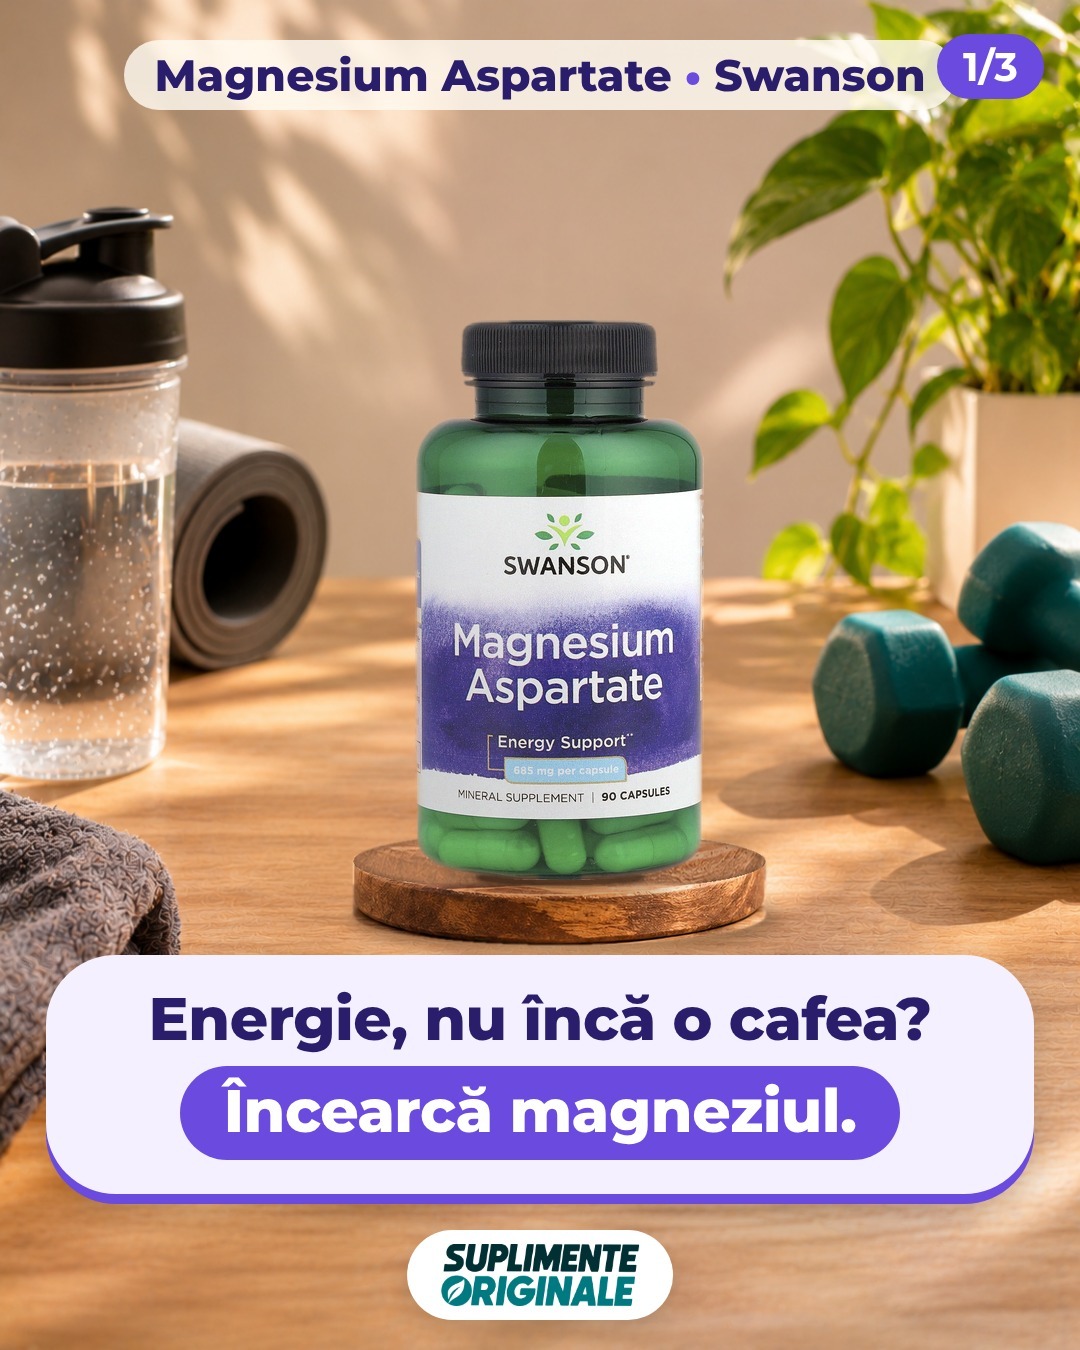 Magnesium Aspartate • Swanson
1/3
SWANSON
Magnesium
Aspartate
Energy Support
685 mg per capsule
MINERAL SUPPLEMENT | 90 CAPSULES
Energie, nu încă o cafea?
Încearcă magneziul.
SUPLIMENTE
ORIGINALE